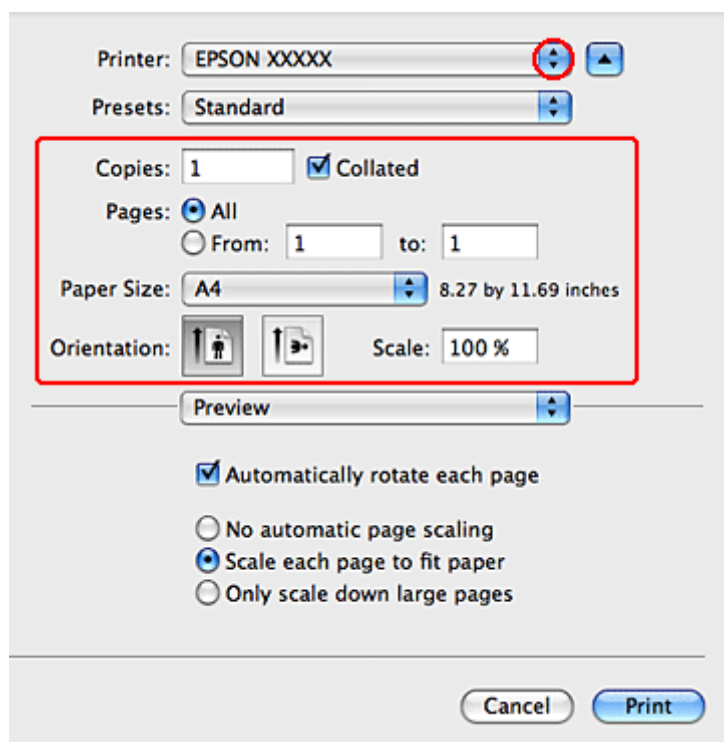 Printer: EPSON XXXXX
Presets: Standard
Copies: 1 Collated
Pages: All
From: 1 to: 1
Paper Size: A4 8.27 by 11.69 inches
Orientation: Scale: 100 %
Preview
Automatically rotate each page
No automatic page scaling
Scale each page to fit paper
Only scale down large pages
Cancel Print